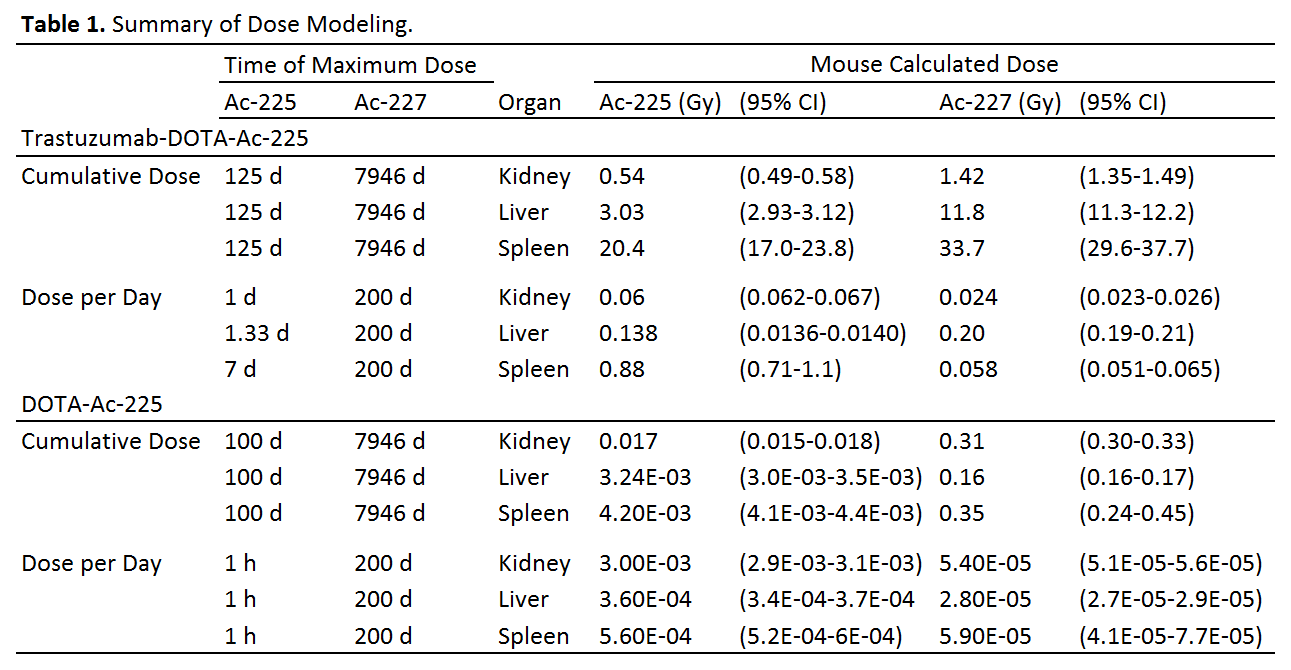 Table 1. Summary of Dose Modeling.
Time of Maximum Dose Mouse Calculated Dose
Ac-225 Ac-227 Organ Ac-225 (Gy) (95% CI) Ac-227 (Gy) (95% CI)
Trastuzumab-DOTA-Ac-225
Cumulative Dose 125 d 7946 d Kidney 0.54 (0.49-0.58) 1.42 (1.35-1.49)
125 d 7946 d Liver 3.03 (2.93-3.12) 11.8 (11.3-12.2)
125 d 7946 d Spleen 20.4 (17.0-23.8) 33.7 (29.6-37.7)
Dose per Day 1 d 200 d Kidney 0.06 (0.062-0.067) 0.024 (0.023-0.026)
1.33 d 200 d Liver 0.138 (0.0136-0.0140) 0.20 (0.19-0.21)
7 d 200 d Spleen 0.88 (0.71-1.1) 0.058 (0.051-0.065)
DOTA-Ac-225
Cumulative Dose 100 d 7946 d Kidney 0.017 (0.015-0.018) 0.31 (0.30-0.33)
100 d 7946 d Liver 3.24E-03 (3.0E-03-3.5E-03) 0.16 (0.16-0.17)
100 d 7946 d Spleen 4.20E-03 (4.1E-03-4.4E-03) 0.35 (0.24-0.45)
Dose per Day 1 h 200 d Kidney 3.00E-03 (2.9E-03-3.1E-03) 5.40E-05 (5.1E-05-5.6E-05)
1 h 200 d Liver 3.60E-04 (3.4E-04-3.7E-04 2.80E-05 (2.7E-05-2.9E-05)
1 h 200 d Spleen 5.60E-04 (5.2E-04-6E-04) 5.90E-05 (4.1E-05-7.7E-05)